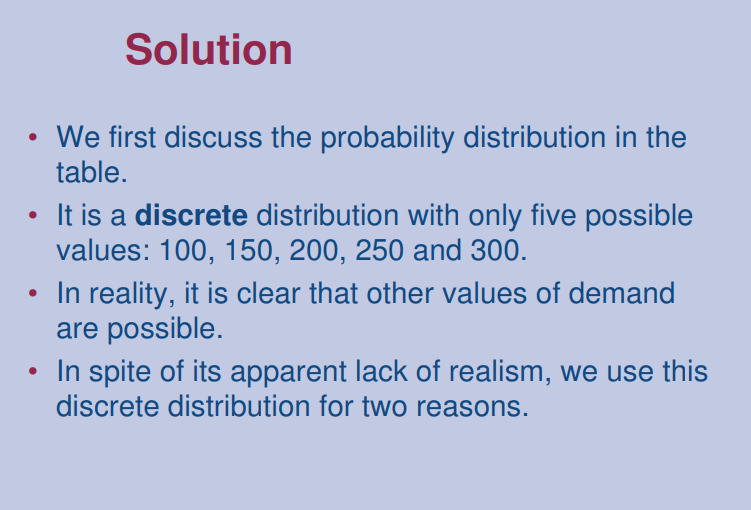 Solution
• We first discuss the probability distribution in the
table.
• It is a discrete distribution with only five possible
values: 100, 150, 200, 250 and 300.
• In reality, it is clear that other values of demand
are possible.
• In spite of its apparent lack of realism, we use this
discrete distribution for two reasons.